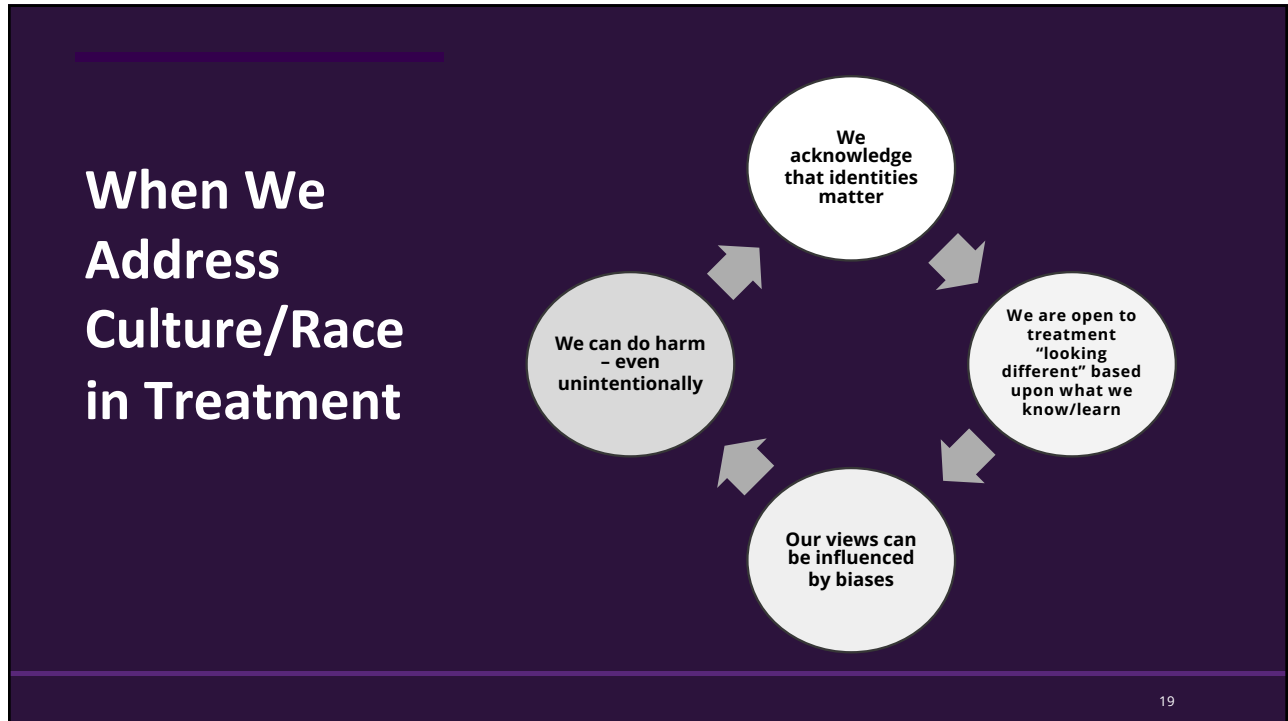 When We
Address
Culture/Race
in Treatment
We
acknowledge
that identities
matter
We are open to
treatment
“looking
different” based
upon what we
know/learn
Our views can
be influenced
by biases
We can do harm
– even
unintentionally
19